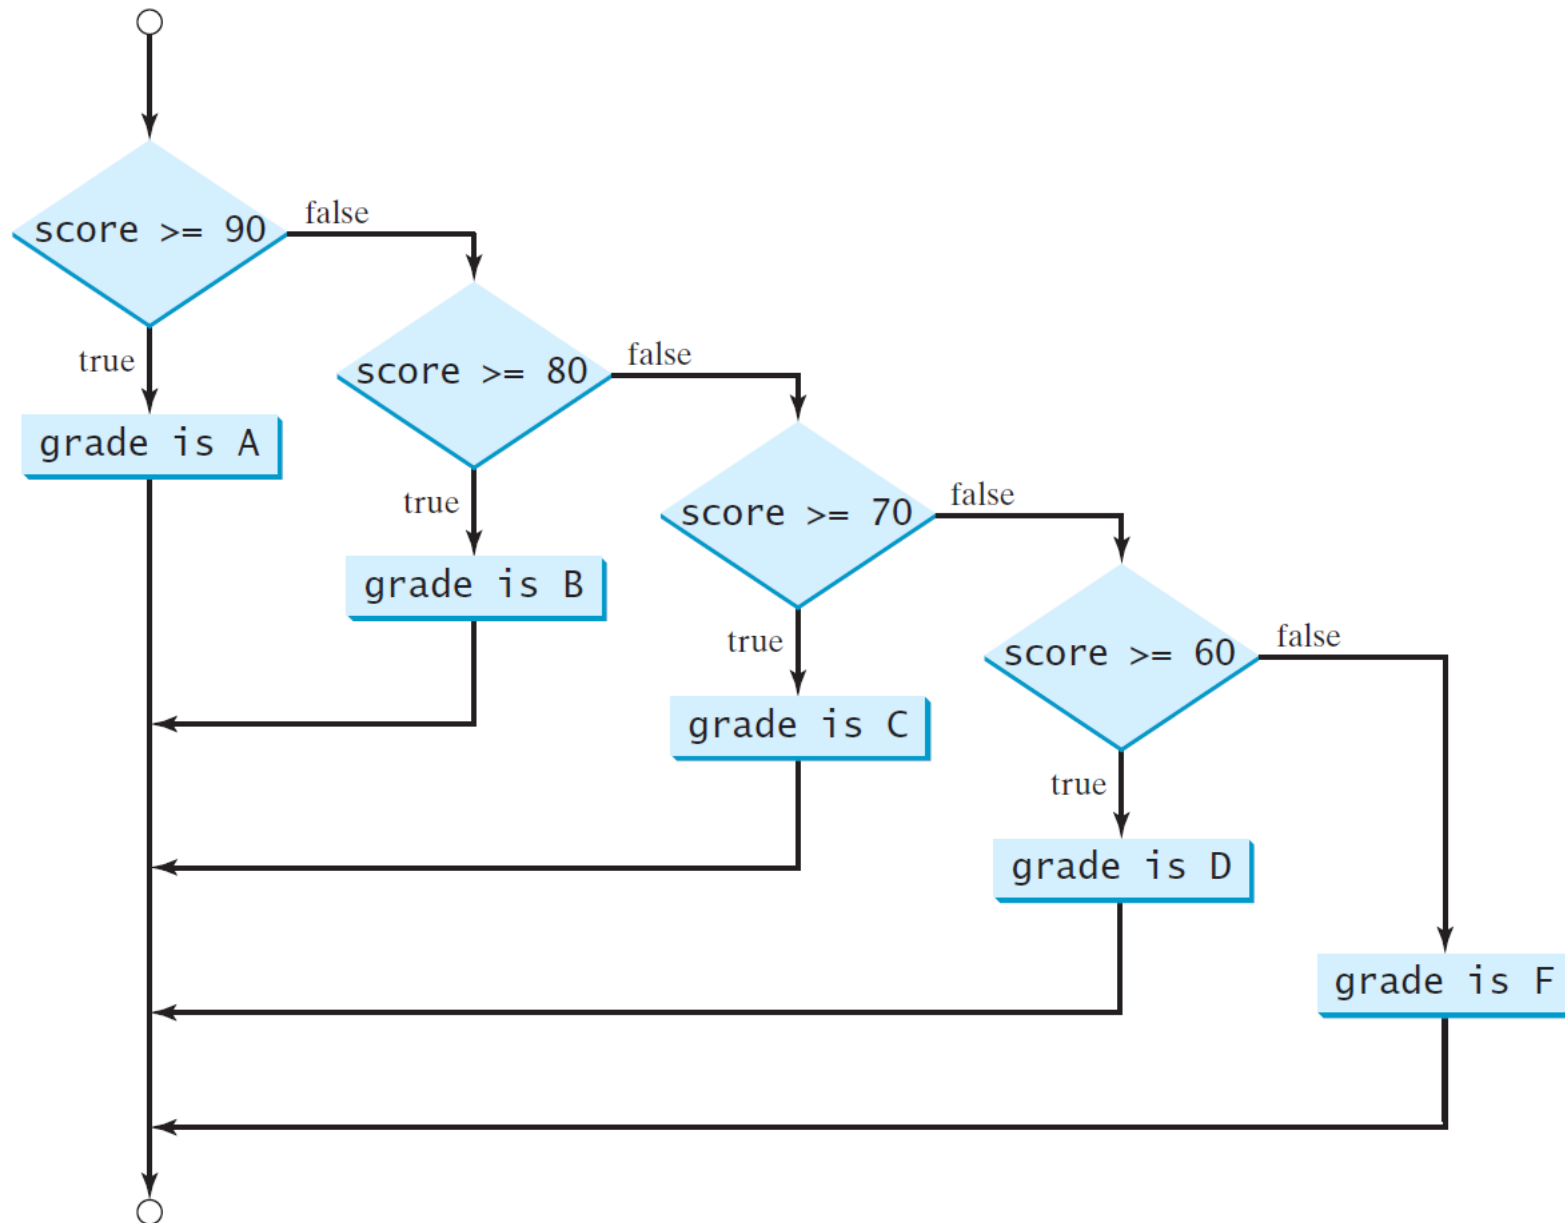 score >= 90
false
true
grade is A
score >= 80
false
true
grade is B
score >= 70
false
true
grade is C
score >= 60
false
true
grade is D
grade is F